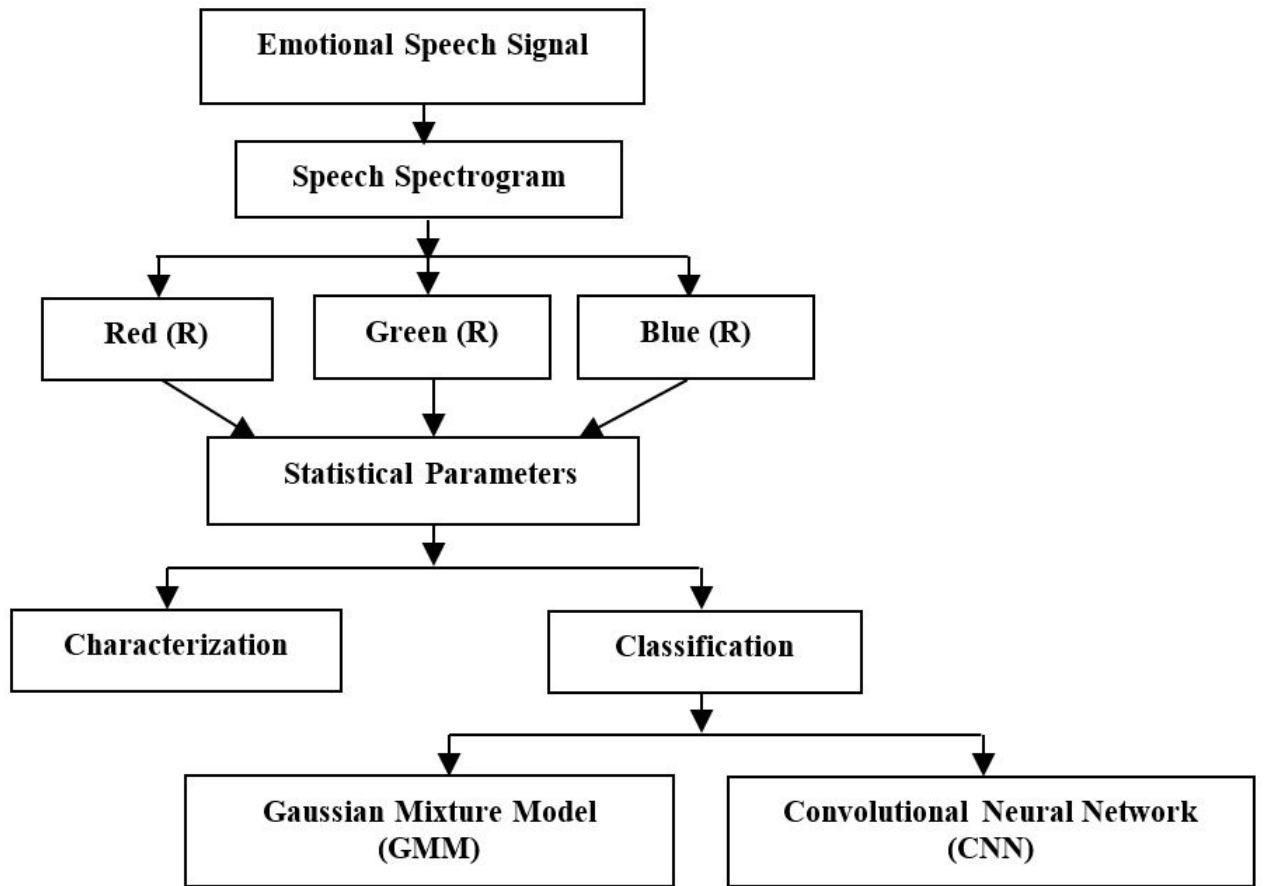 Emotional Speech Signal
Speech Spectrogram
Red (R)
Green (R)
Blue (R)
Statistical Parameters
Characterization
Classification
Gaussian Mixture Model
(GMM)
Convolutional Neural Network
(CNN)